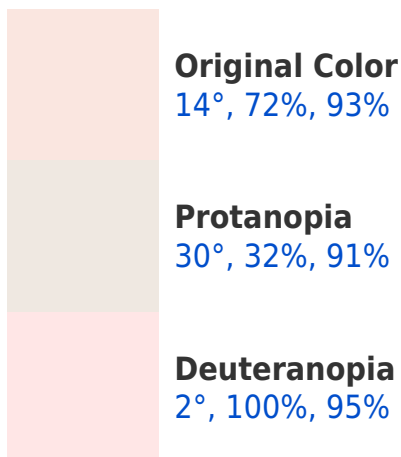 Original Color
14°, 72%, 93%
Protanopia
30°, 32%, 91%
Deuteranopia
2°, 100%, 95%